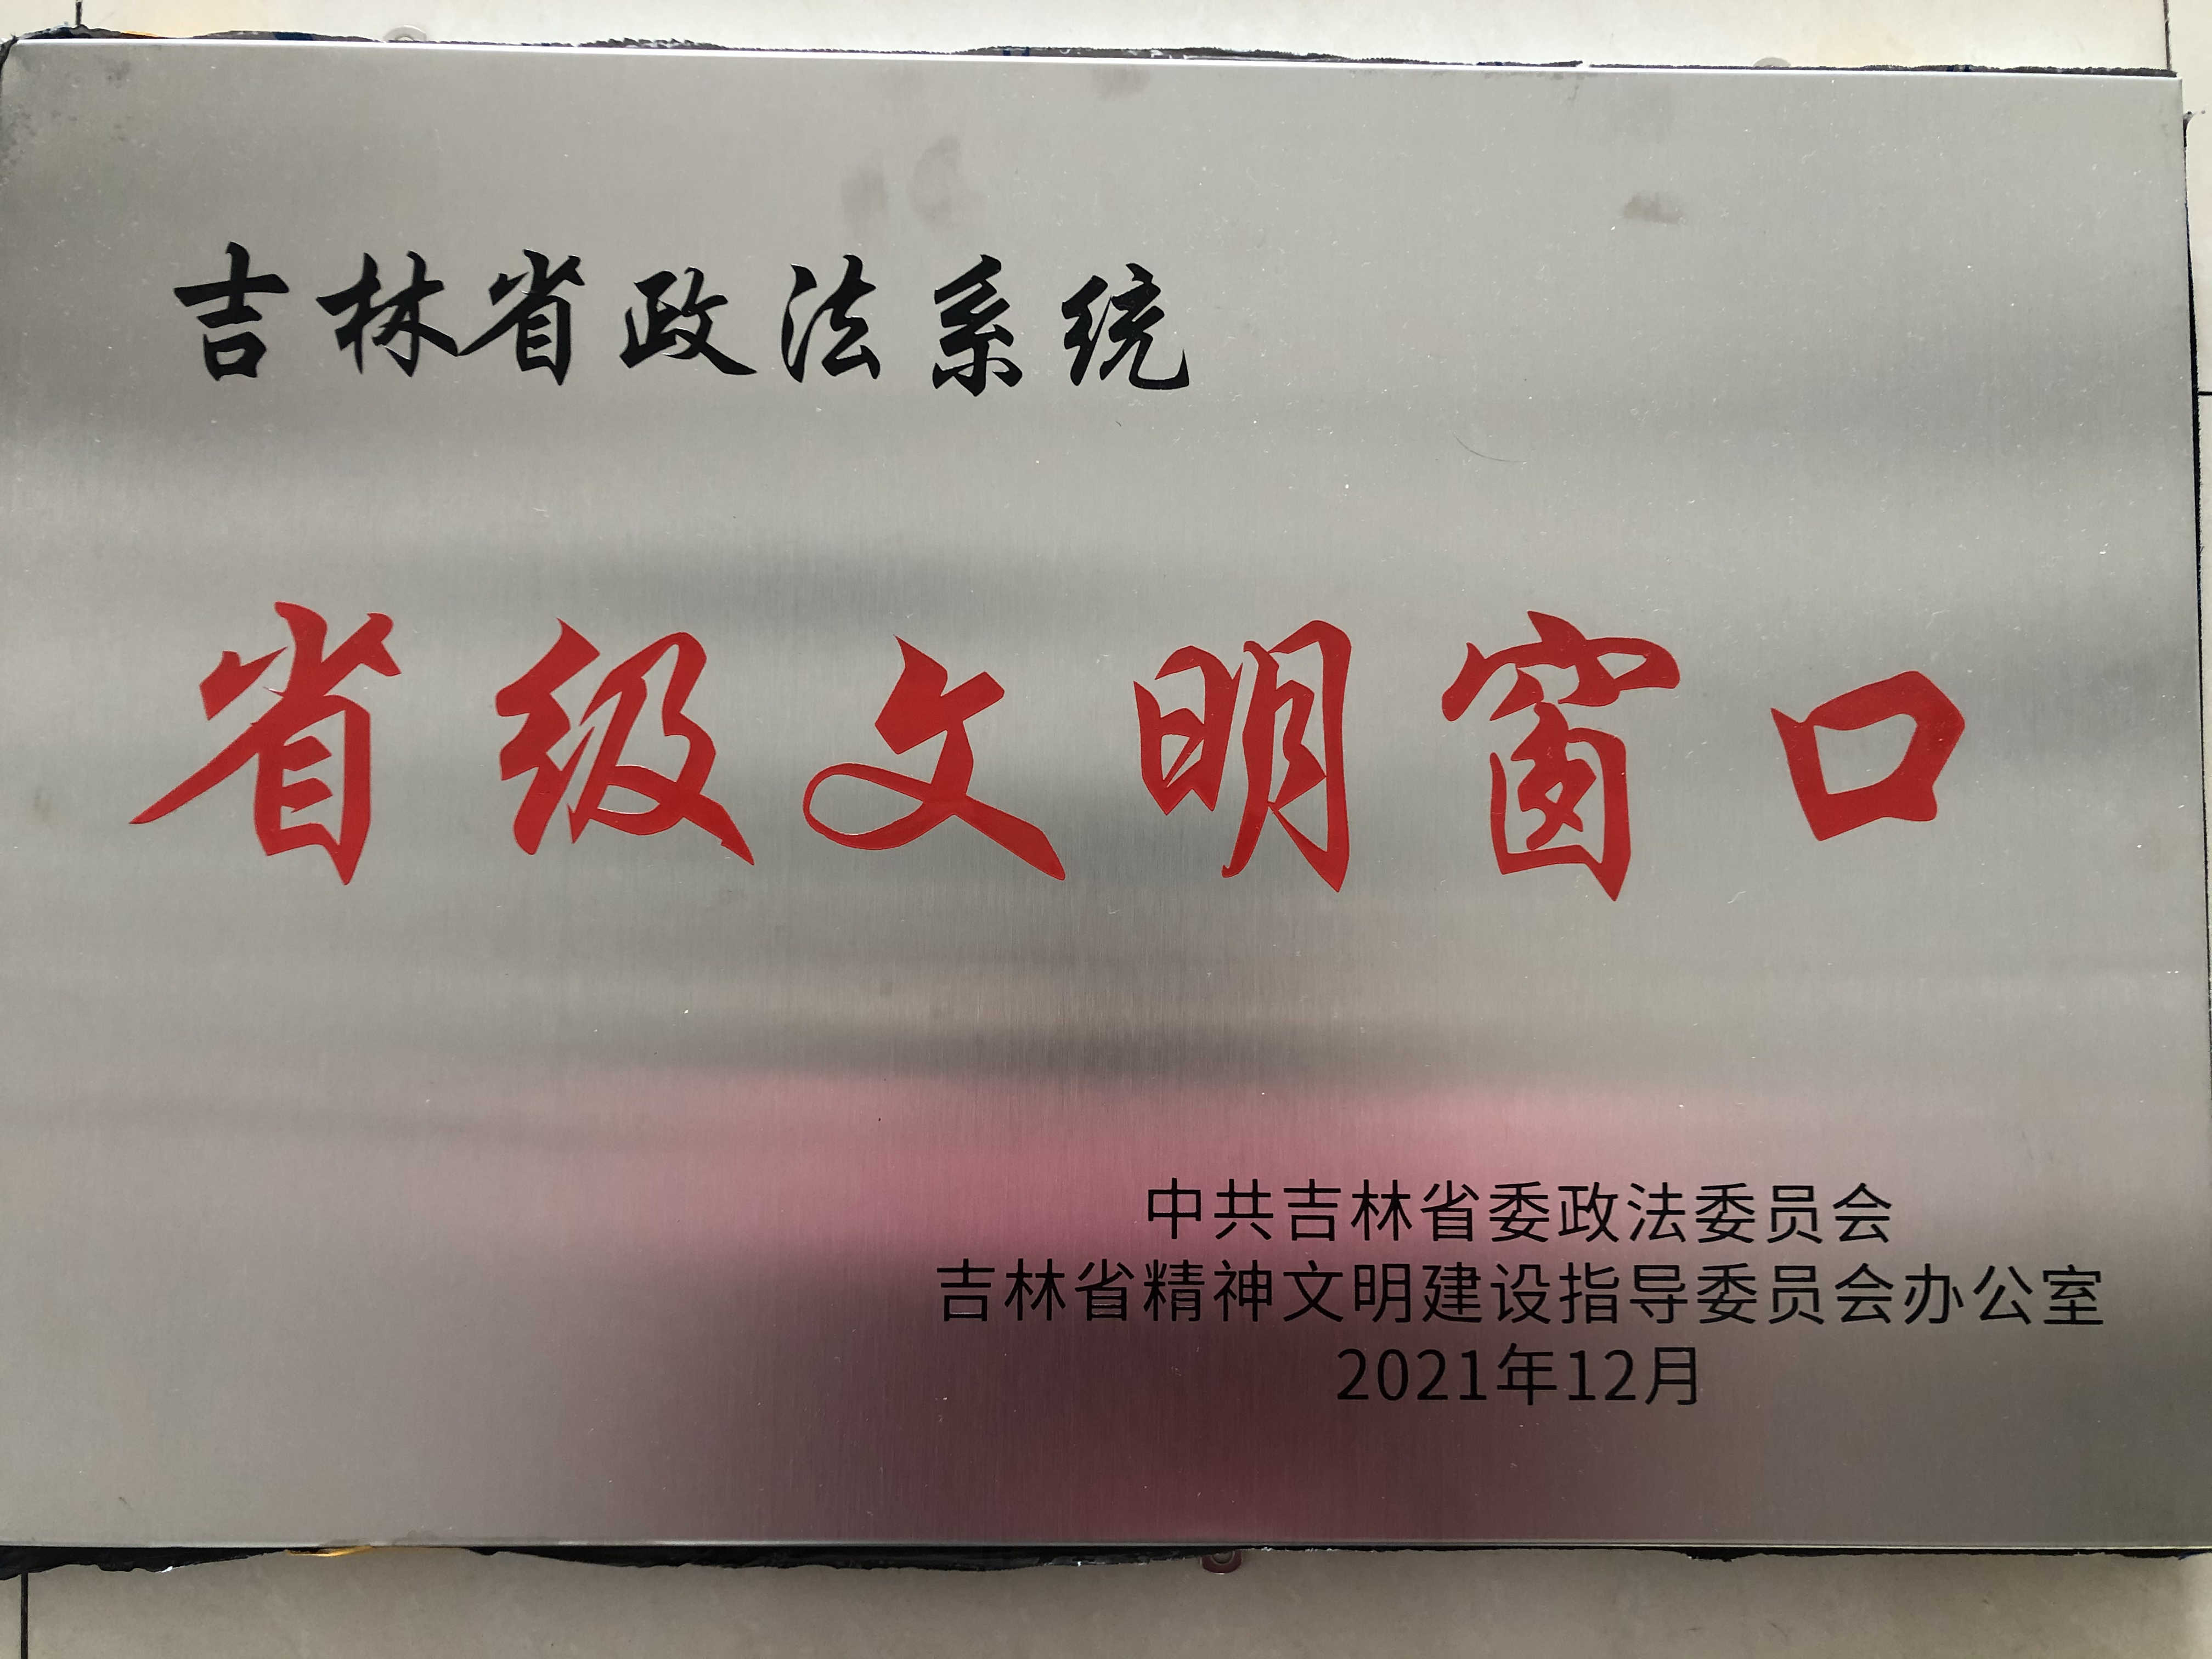 吉林省政法系统
省级文明窗口
中共吉林省委政法委员会
吉林省精神文明建设指导委员会办公室
2021年12月